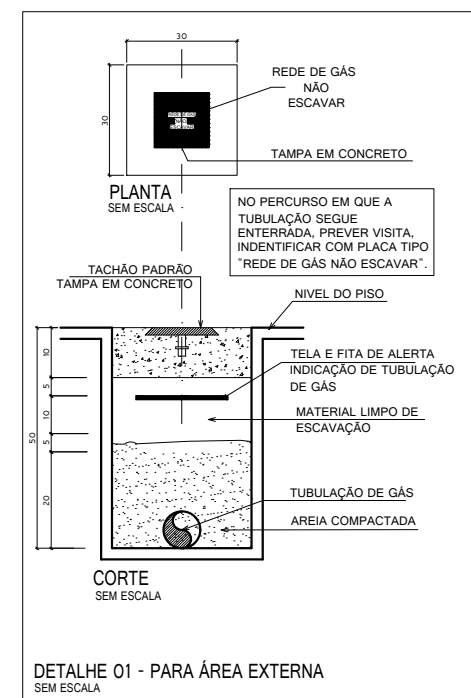 30
30
REDE DE GÁS
NÃO
ESCAVAR
TAMPA EM CONCRETO
PLANTA
SEM ESCALA
NO PERCURSO EM QUE A
TUBULAÇÃO SEGUE
ENTERRADA, PREVER VISITA,
INDENTIFICAR COM PLACA TIPO
"REDE DE GÁS NÃO ESCAVAR".
TACHÃO PADRÃO
TAMPA EM CONCRETO
NIVEL DO PISO
10
5
10
5
20
50
TELA E FITA DE ALERTA
INDICAÇÃO DE TUBULAÇÃO
DE GÁS
MATERIAL LIMPO DE
ESCAVAÇÃO
TUBULAÇÃO DE GÁS
AREIA COMPACTADA
CORTE
SEM ESCALA
DETALHE 01 - PARA ÁREA EXTERNA
SEM ESCALA